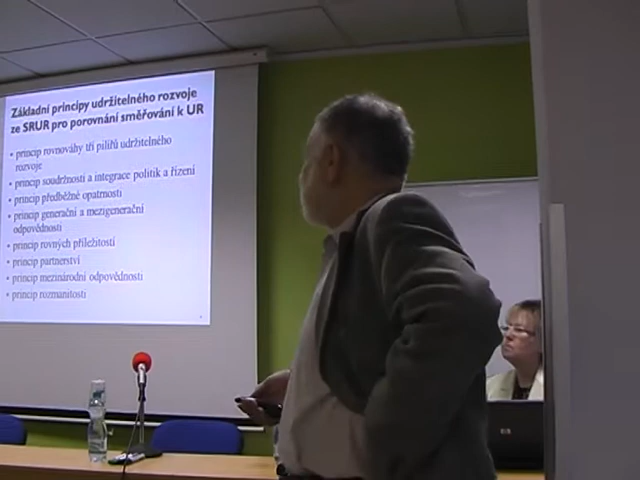 Základní principy udržitelného rozvoje
ze SRUR pro porovnání směřování k UR
• princip rovnováhy tří pilířů udržitelného
rozvoje
• princip soudržnosti a integrace politik a řízení
• princip předběžné opatrnosti
• princip generační a mezigenerační
odpovědnosti
• princip rovných příležitostí
• princip partnerství
• princip mezinárodní odpovědnosti
• princip rozmanitosti
hp